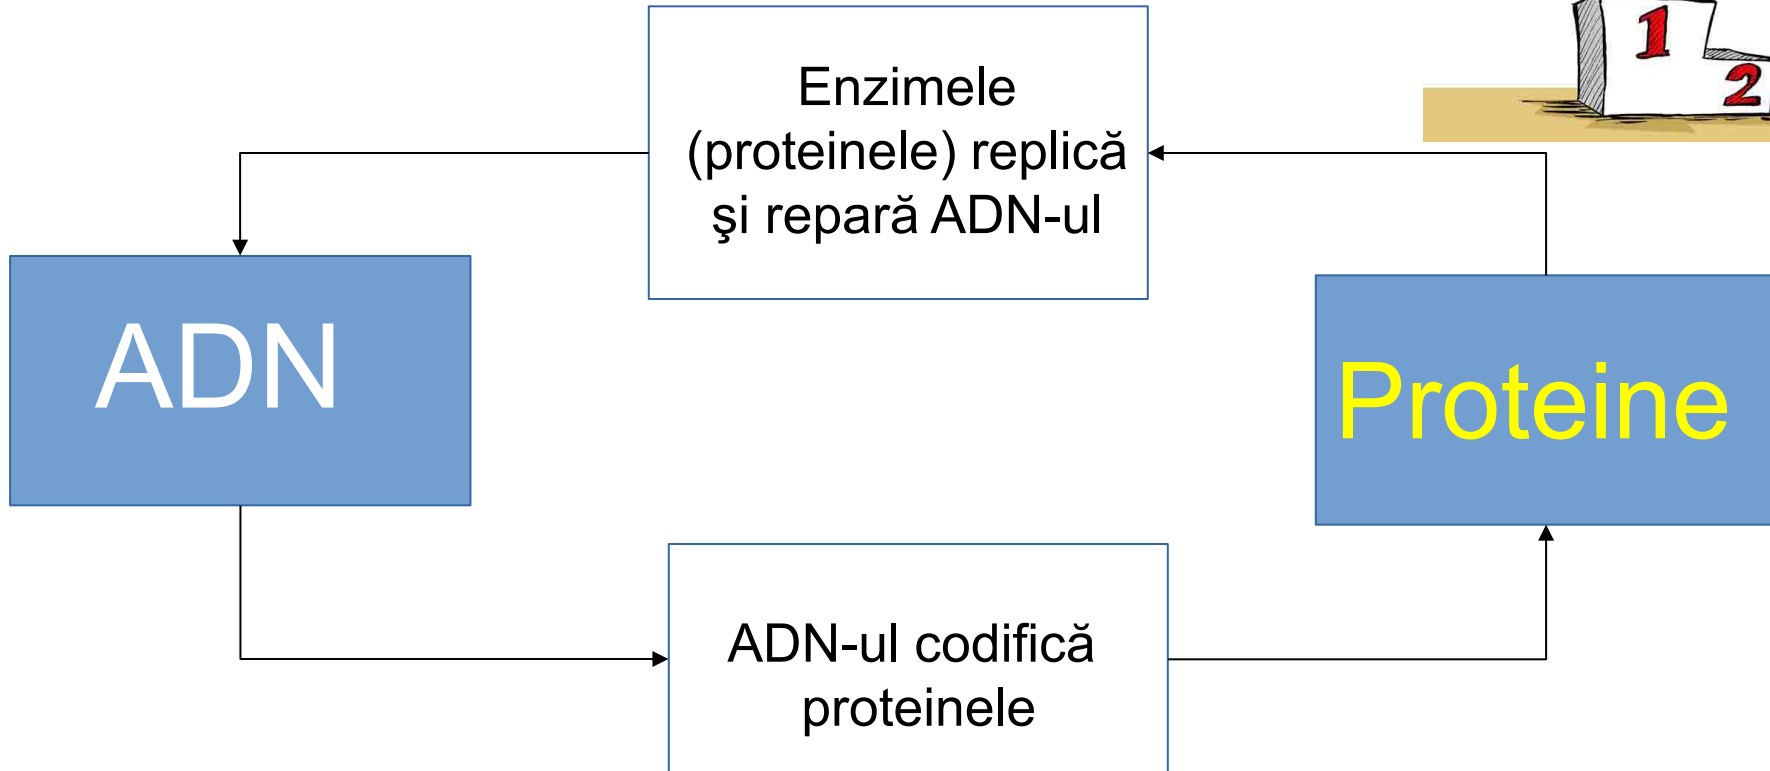 1
2
Enzimele
(proteinele) replică
şi repară ADN-ul
ADN
Proteine
ADN-ul codifică
proteinele